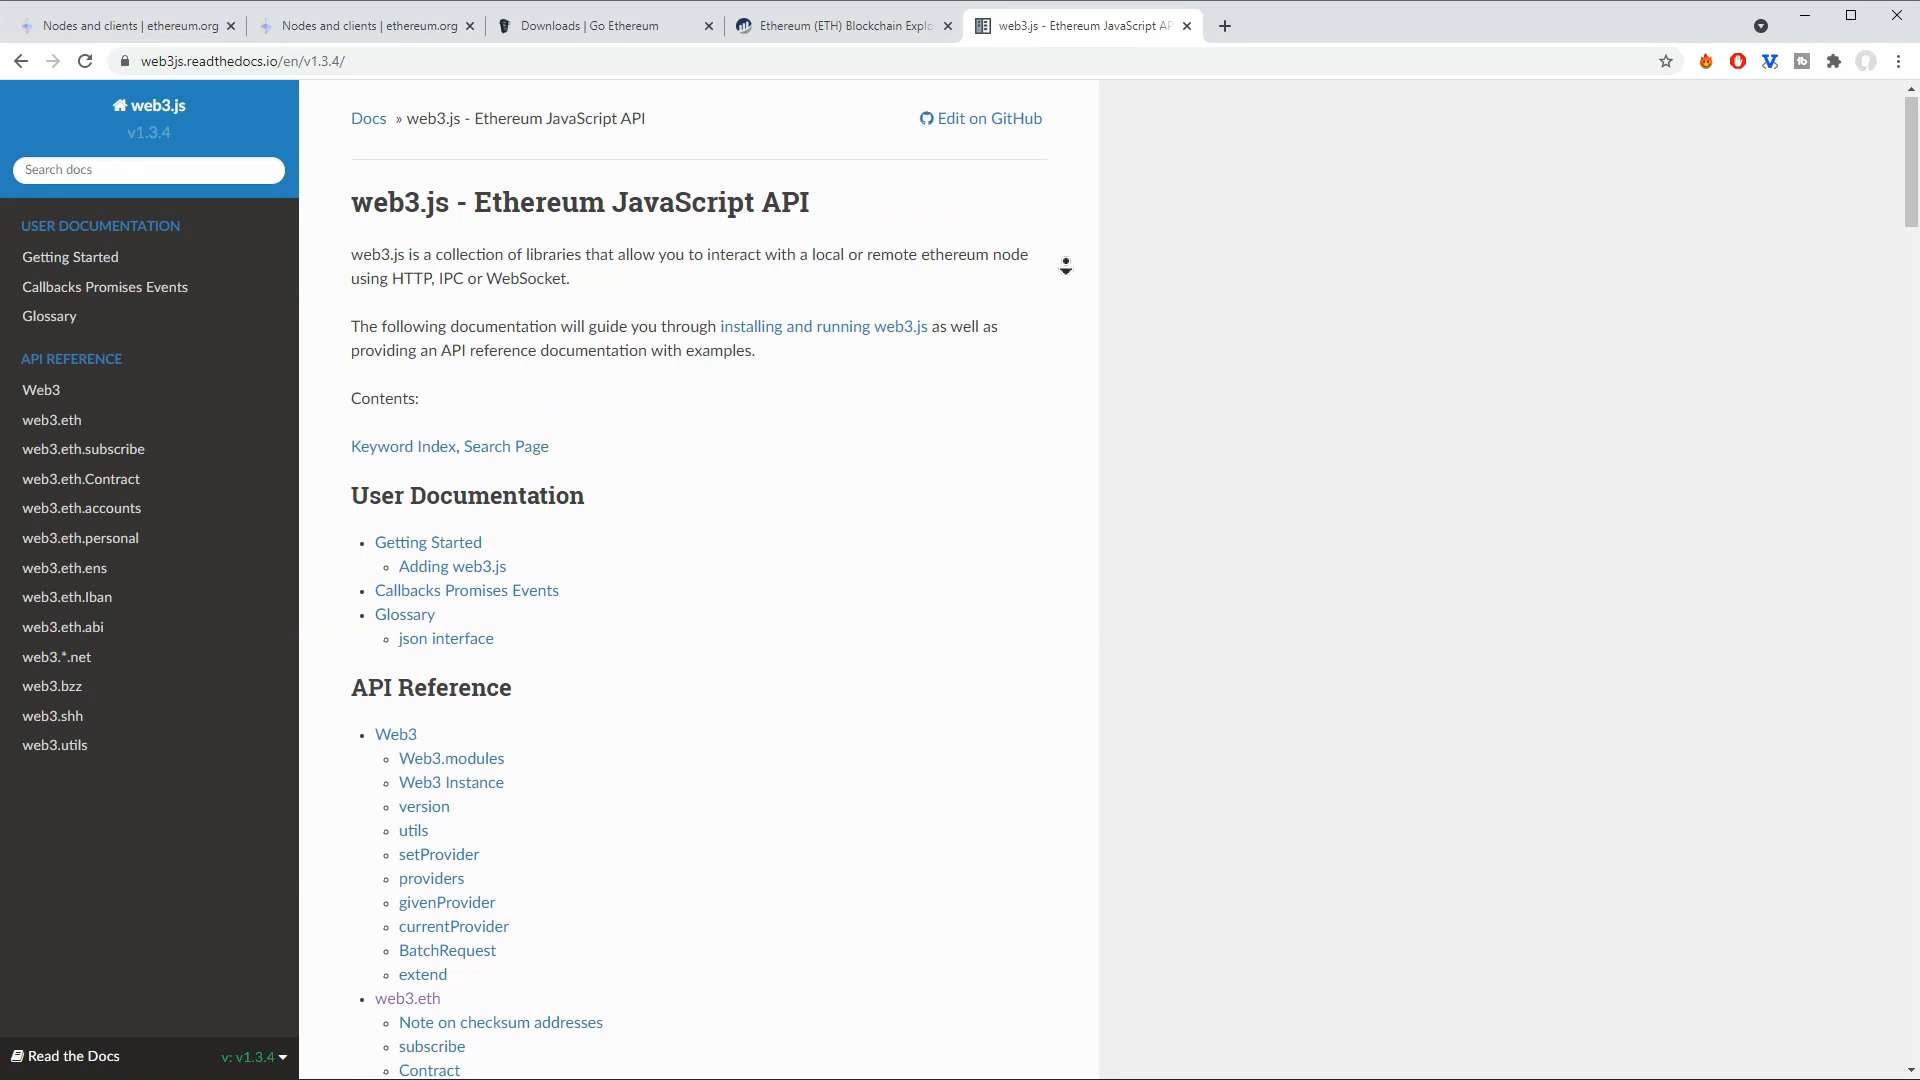 Nodes and clients | ethereum.org
Nodes and clients | ethereum.org
Downloads | Go Ethereum
Ethereum (ETH) Blockchain Explo
web3.js - Ethereum JavaScript AP
web3js.readthedocs.io/en/v1.3.4/
web3.js
v1.3.4
Search docs
USER DOCUMENTATION
Getting Started
Callbacks Promises Events
Glossary
API REFERENCE
Web3
web3.eth
web3.eth.subscribe
web3.eth.Contract
web3.eth.accounts
web3.eth.personal
web3.eth.ens
web3.eth.Iban
web3.eth.abi
web3.*.net
web3.bzz
web3.shh
web3.utils
Read the Docs
v: v1.3.4
Docs » web3.js - Ethereum JavaScript API
Edit on GitHub
web3.js - Ethereum JavaScript API
web3.js is a collection of libraries that allow you to interact with a local or remote ethereum node
using HTTP, IPC or WebSocket.
The following documentation will guide you through installing and running web3.js as well as
providing an API reference documentation with examples.
Contents:
Keyword Index, Search Page
User Documentation
Getting Started
Adding web3.js
Callbacks Promises Events
Glossary
json interface
API Reference
Web3
Web3.modules
Web3 Instance
version
utils
setProvider
providers
givenProvider
currentProvider
BatchRequest
extend
web3.eth
Note on checksum addresses
subscribe
Contract